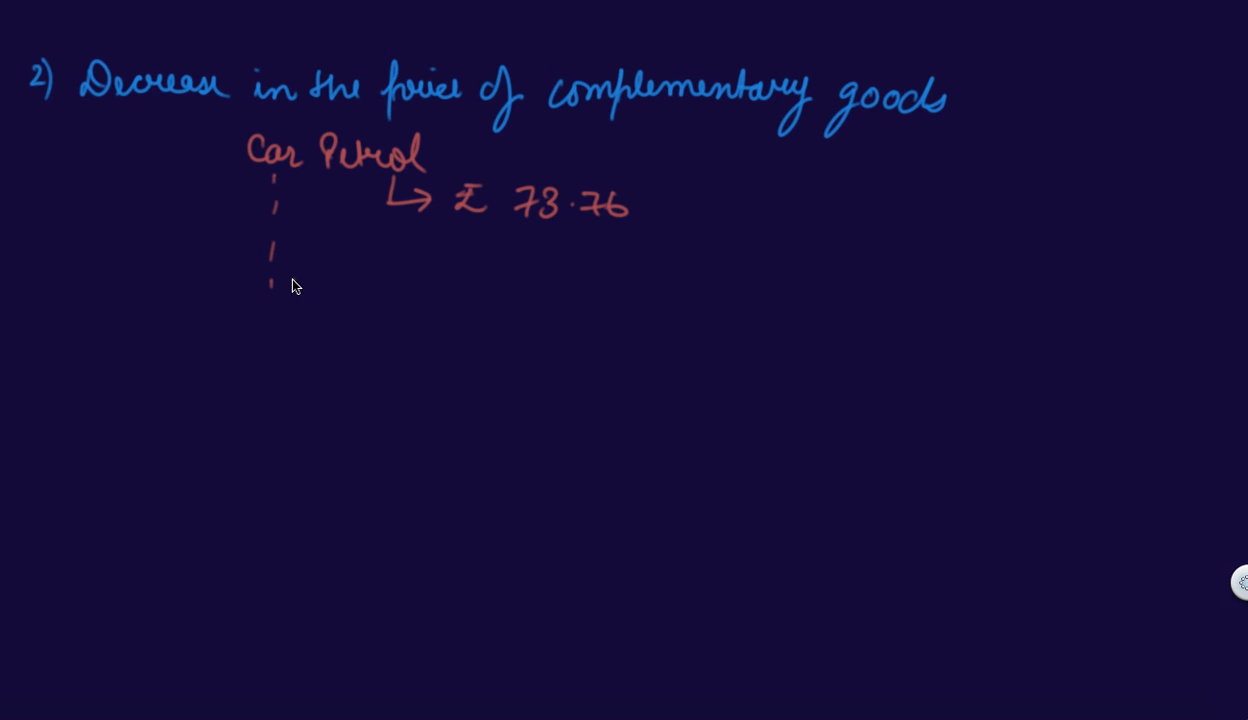 2) Decrease in the price of complementary goods
Car Petrol
↳ ₹ 73.76